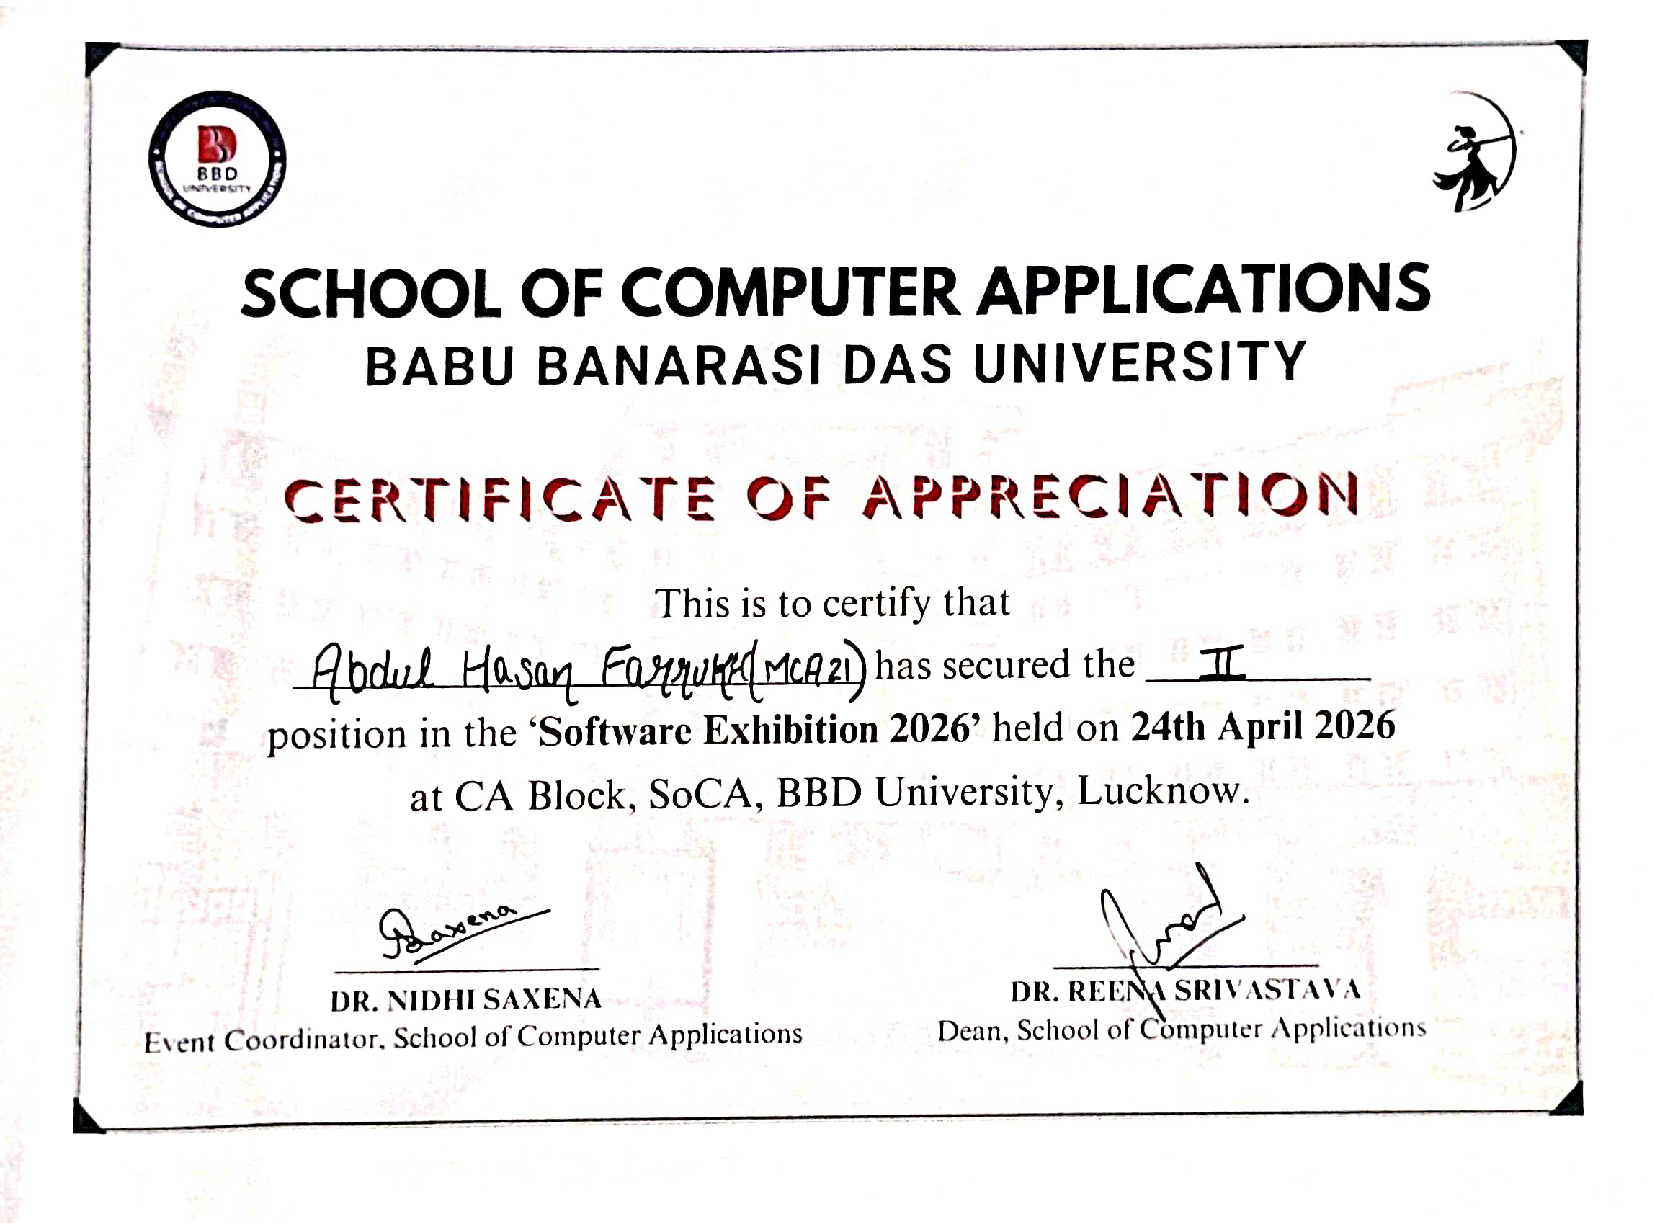 BBD
UNIVERSITY
SCHOOL OF COMPUTER APPLICATIONS
BABU BANARASI DAS UNIVERSITY
CERTIFICATE OF APPRECIATION
This is to certify that
Abdul Hasan Farrukh (MCA21) has secured the II
position in the ‘Software Exhibition 2026’ held on 24th April 2026
at CA Block, SoCA, BBD University, Lucknow.
Saxena
DR. NIDHI SAXENA
Event Coordinator, School of Computer Applications
DR. REENA SRIVASTAVA
Dean, School of Computer Applications